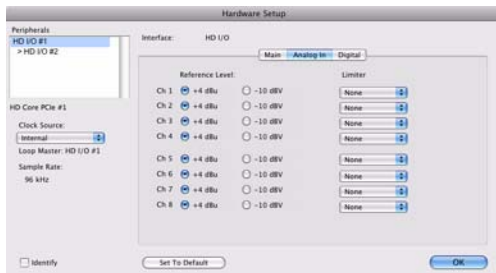 Hardware Setup
Peripherals
HD I/O #1
> HD I/O #2
HD Core PCIe #1
Clock Source:
Internal
Loop Master: HD I/O #1
Sample Rate:
96 kHz
Identify
Interface: HD I/O
Main Analog In Digital
Reference Level: Limiter
Ch 1 +4 dBu -10 dBV None
Ch 2 +4 dBu -10 dBV None
Ch 3 +4 dBu -10 dBV None
Ch 4 +4 dBu -10 dBV None
Ch 5 +4 dBu -10 dBV None
Ch 6 +4 dBu -10 dBV None
Ch 7 +4 dBu -10 dBV None
Ch 8 +4 dBu -10 dBV None
Set To Default OK